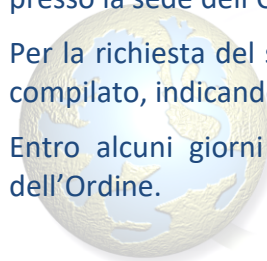 presso la sede dell'O
Per la richiesta del s
compilato, indicand
Entro alcuni giorni
dell’Ordine.